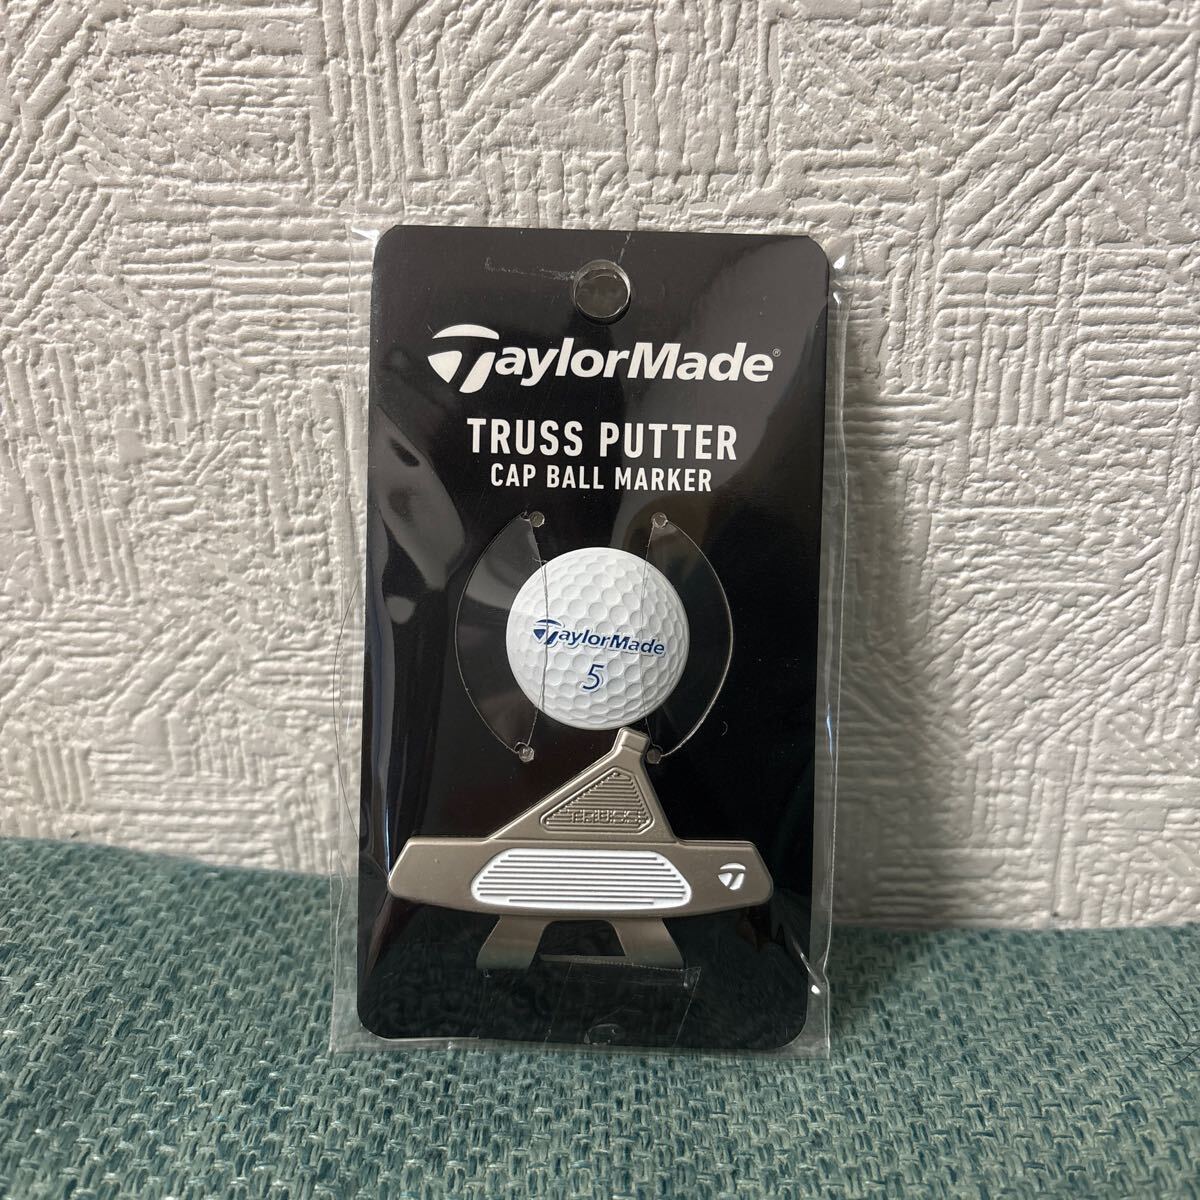 TaylorMade®
TRUSS PUTTER
CAP BALL MARKER
TaylorMade
5
TRUSS